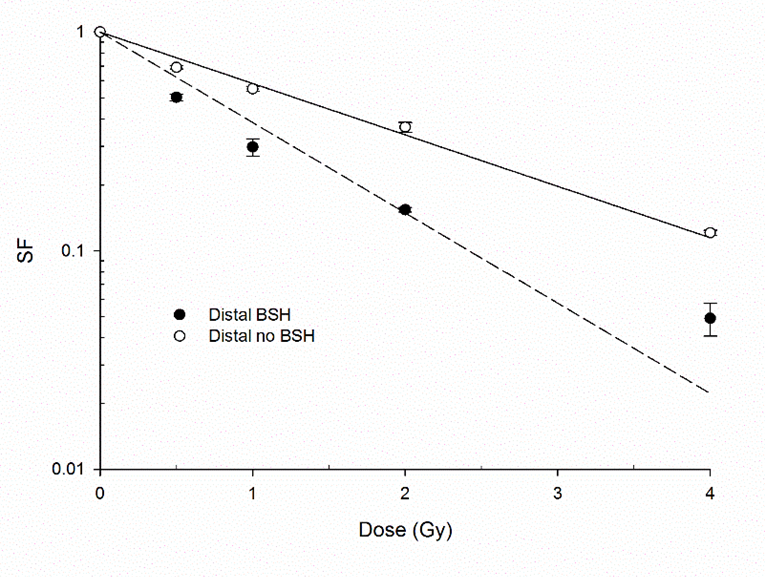 1
0.1
0.01
SF
Distal BSH
Distal no BSH
0 1 2 3 4
Dose (Gy)